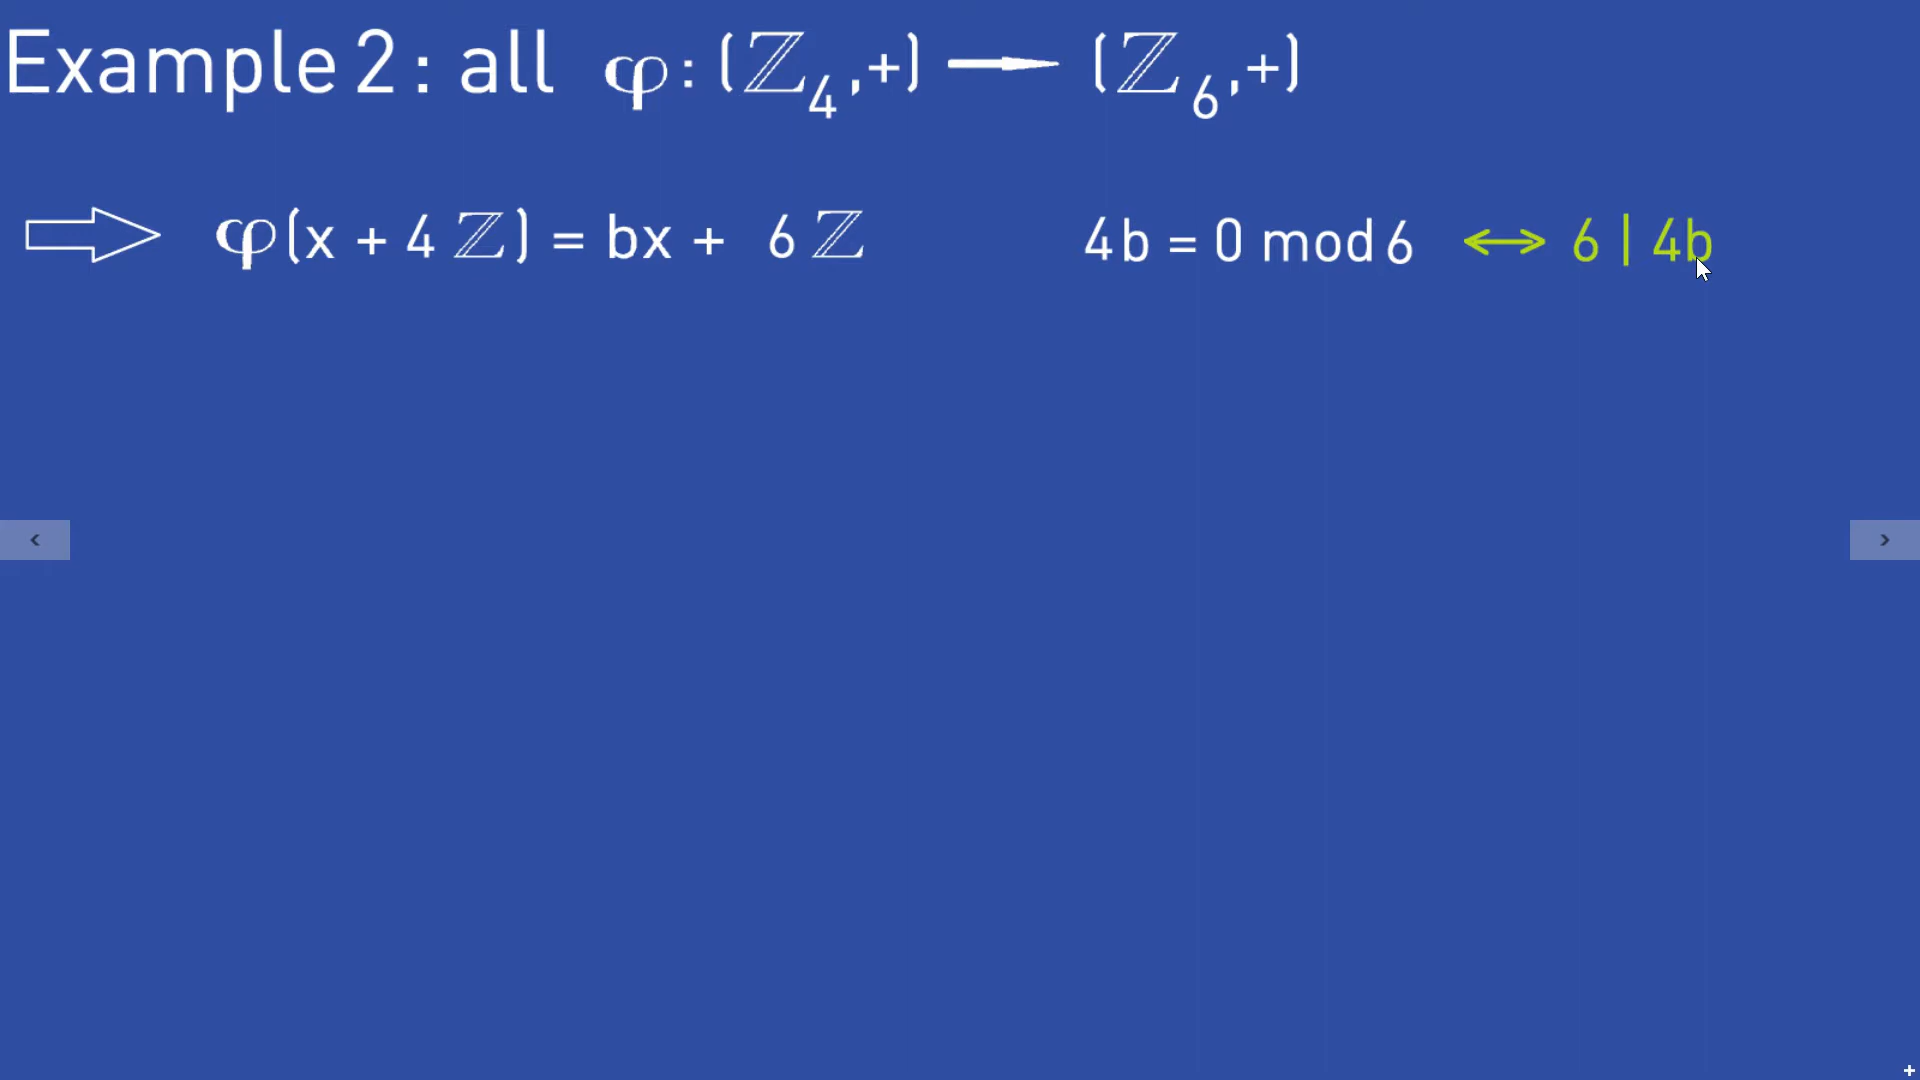 Example 2 : all φ : (ℤ₄,+) → (ℤ₆,+)
⇒ φ(x + 4 ℤ) = bx + 6 ℤ 4b = 0 mod 6 ↔ 6 | 4b